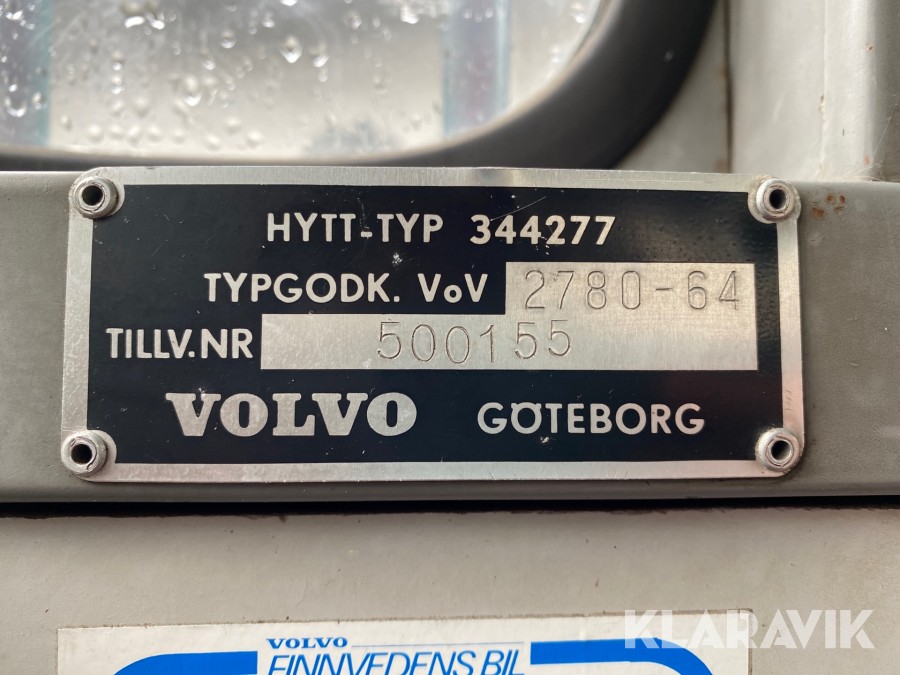 HYTT-TYP 344277
TYPGODK. VoV 2780-64
TILLV.NR 500155
VOLVO GÖTEBORG
VOLVO
FINNVEDENS BIL
KLARAVIK